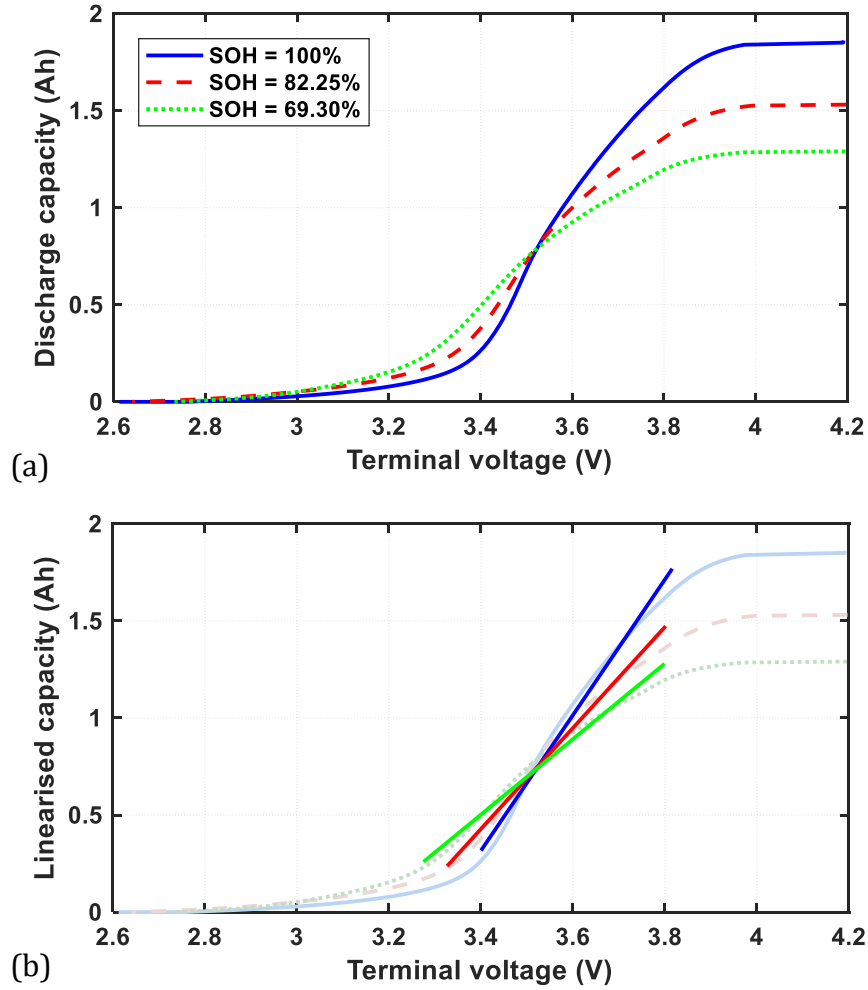 2
1.5
1
0.5
0
Discharge capacity (Ah)
SOH = 100%
SOH = 82.25%
SOH = 69.30%
2.6 2.8 3 3.2 3.4 3.6 3.8 4 4.2
Terminal voltage (V)
(a)
2
1.5
1
0.5
0
Linearised capacity (Ah)
2.6 2.8 3 3.2 3.4 3.6 3.8 4 4.2
Terminal voltage (V)
(b)